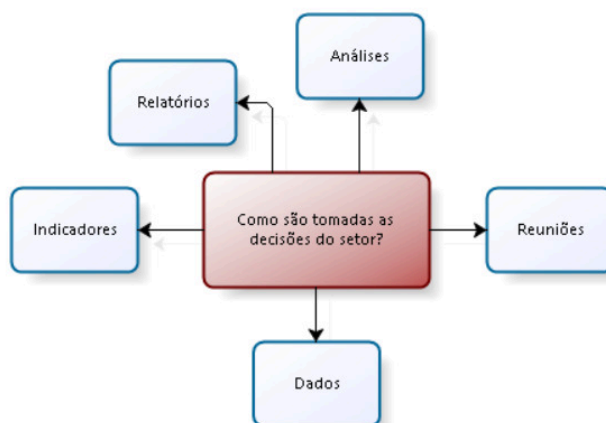 Análises
Relatórios
Como são tomadas as
decisões do setor?
Indicadores
Reuniões
Dados